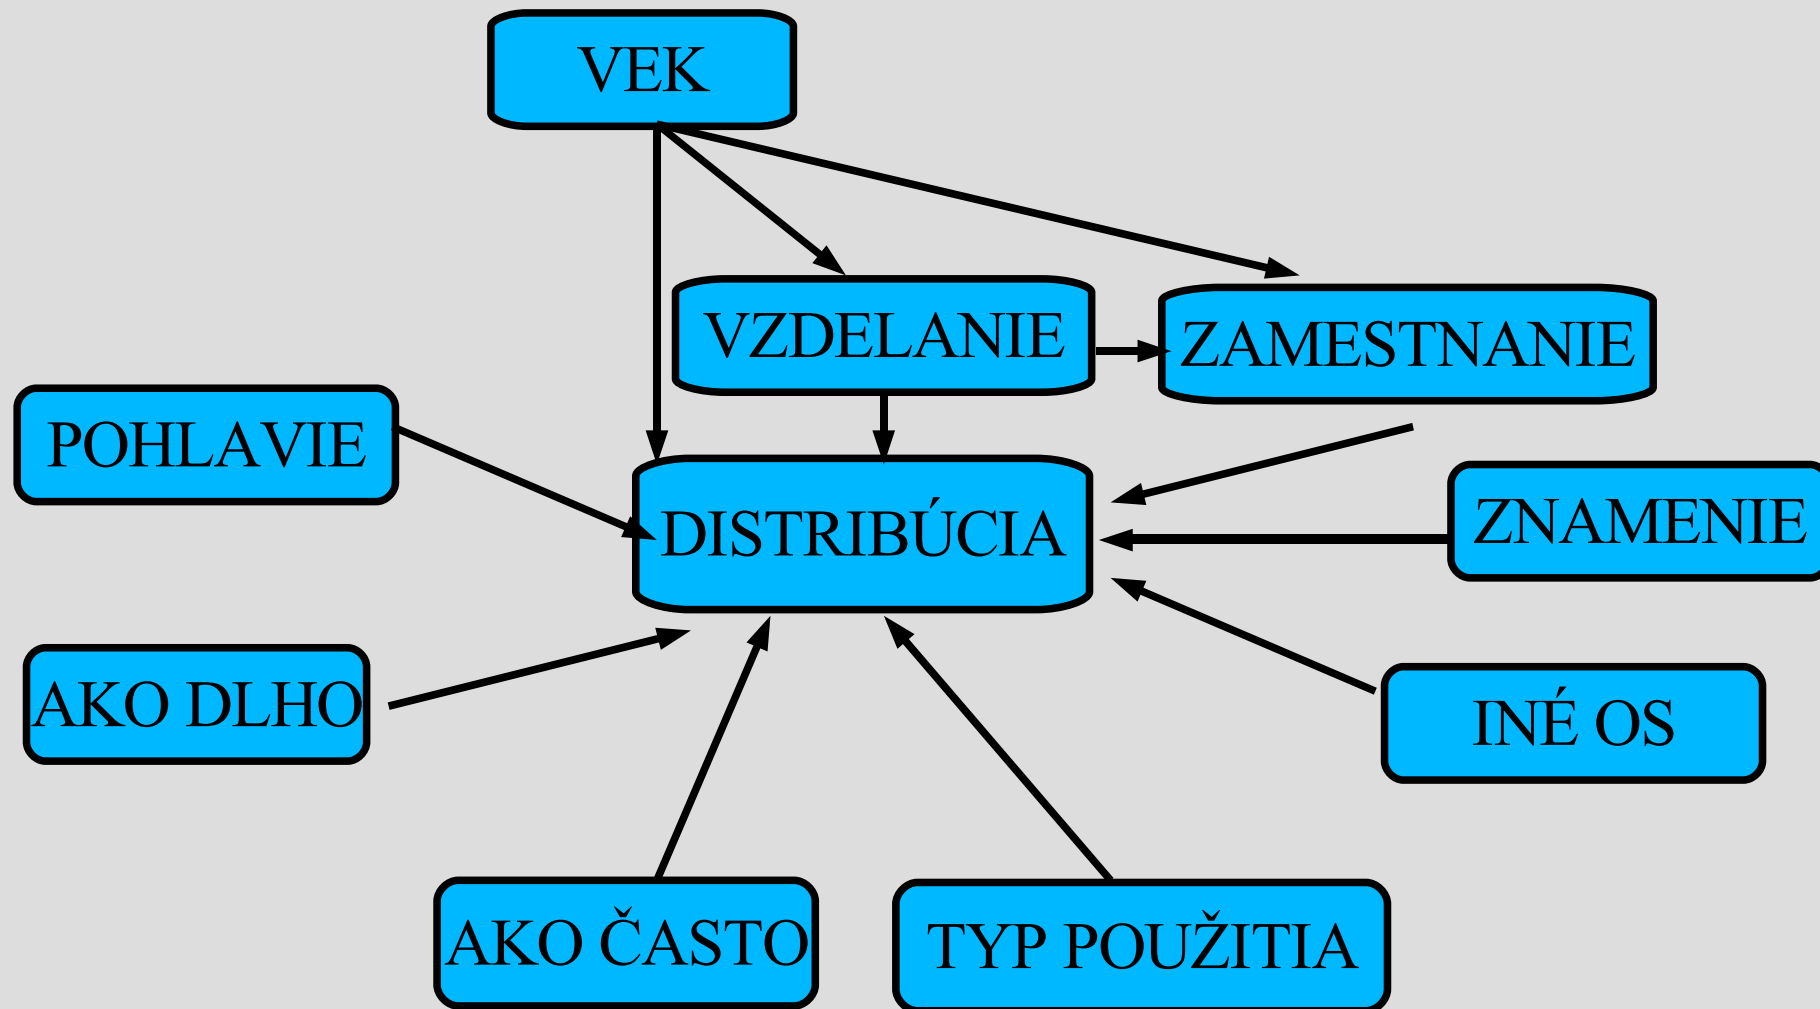 VEK
VZDELANIE
ZAMESTNANIE
POHLAVIE
DISTRIBÚCIA
ZNAMENIE
AKO DLHO
INÉ OS
AKO ČASTO
TYP POUŽITIA